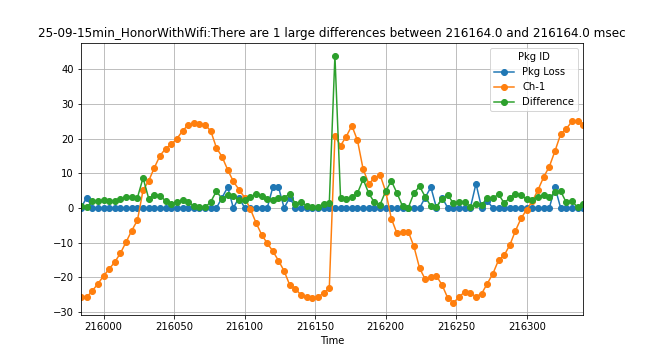 25-09-15min_HonorWithWifi:There are 1 large differences between 216164.0 and 216164.0 msec
Pkg ID
Pkg Loss
Ch-1
Difference
40
30
20
10
0
−10
−20
−30
216000 216050 216100 216150 216200 216250 216300
Time